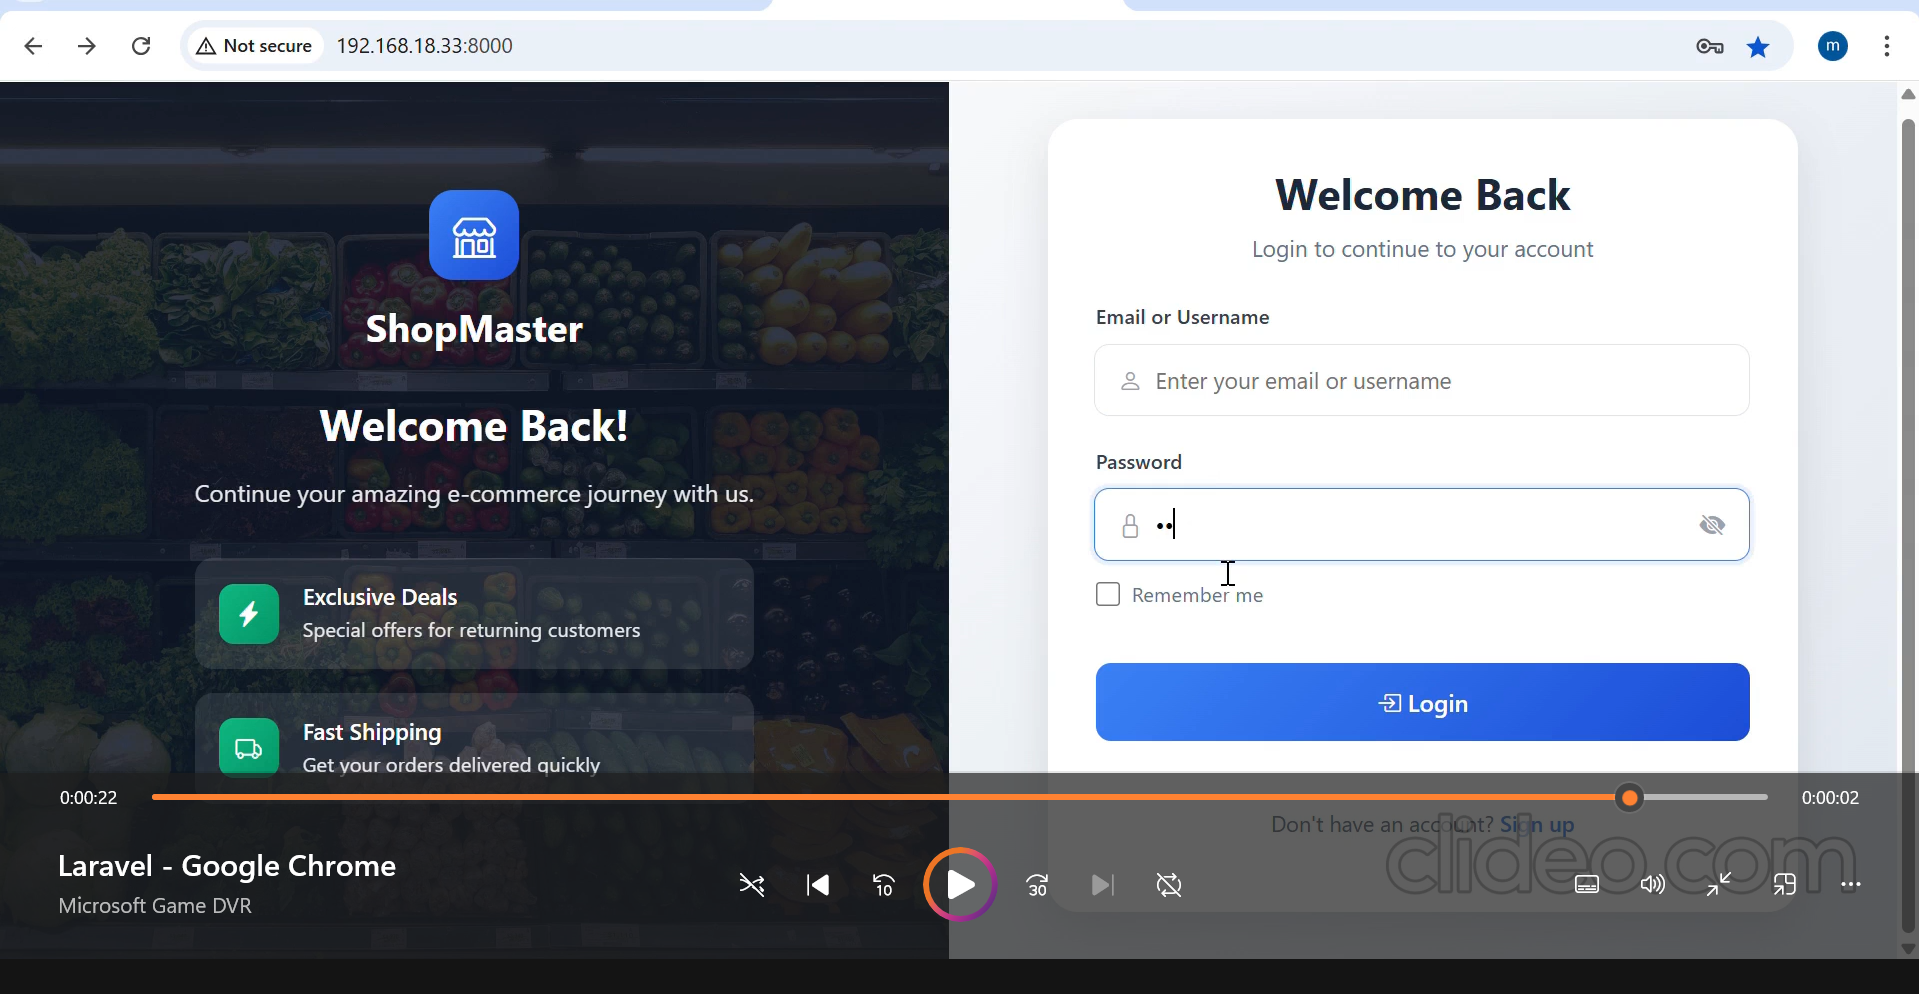 Not secure
192.168.18.33:8000
m
ShopMaster
Welcome Back!
Continue your amazing e-commerce journey with us.
Exclusive Deals
Special offers for returning customers
Fast Shipping
Get your orders delivered quickly
Welcome Back
Login to continue to your account
Email or Username
Enter your email or username
Password
Remember me
Login
Don't have an account? Sign up
0:00:22
0:00:02
Laravel - Google Chrome
Microsoft Game DVR
10
30
clideo.com